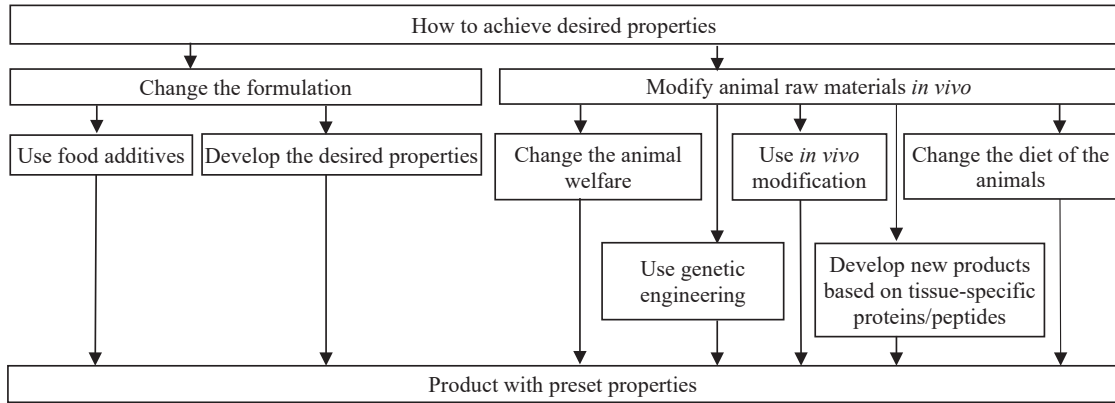 How to achieve desired properties
Change the formulation
Modify animal raw materials in vivo
Use food additives
Develop the desired properties
Change the animal
welfare
Use in vivo
modification
Change the diet of the
animals
Use genetic
engineering
Develop new products
based on tissue-specific
proteins/peptides
Product with preset properties